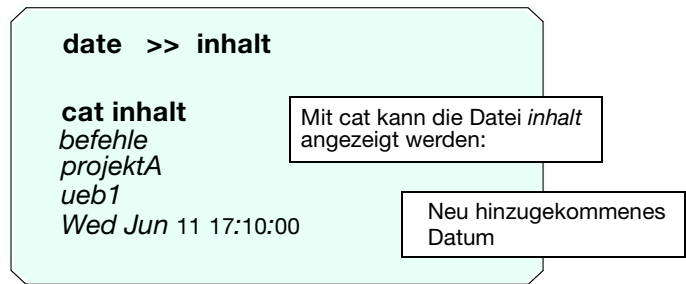 date >> inhalt
cat inhalt
Mit cat kann die Datei inhalt
angezeigt werden:
befehle
projektA
ueb1
Wed Jun 11 17:10:00
Neu hinzugekommenes
Datum